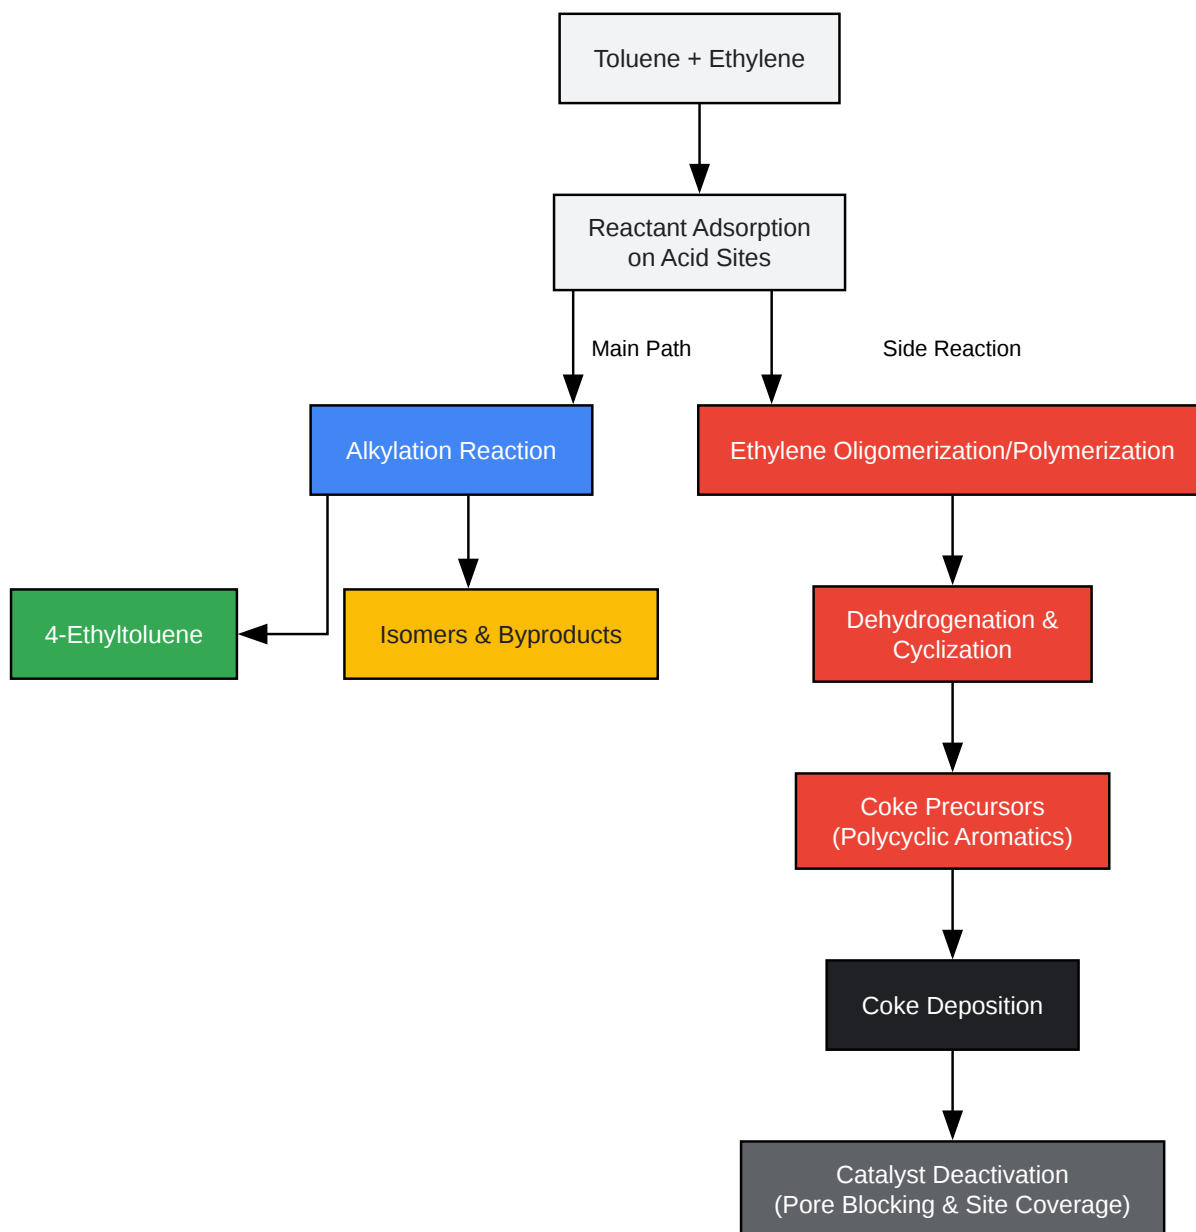 Toluene + Ethylene
Reactant Adsorption
on Acid Sites
Main Path
Side Reaction
Alkylation Reaction
Ethylene Oligomerization/Polymerization
4-Ethyltoluene
Isomers & Byproducts
Dehydrogenation &
Cyclization
Coke Precursors
(Polycyclic Aromatics)
Coke Deposition
Catalyst Deactivation
(Pore Blocking & Site Coverage)